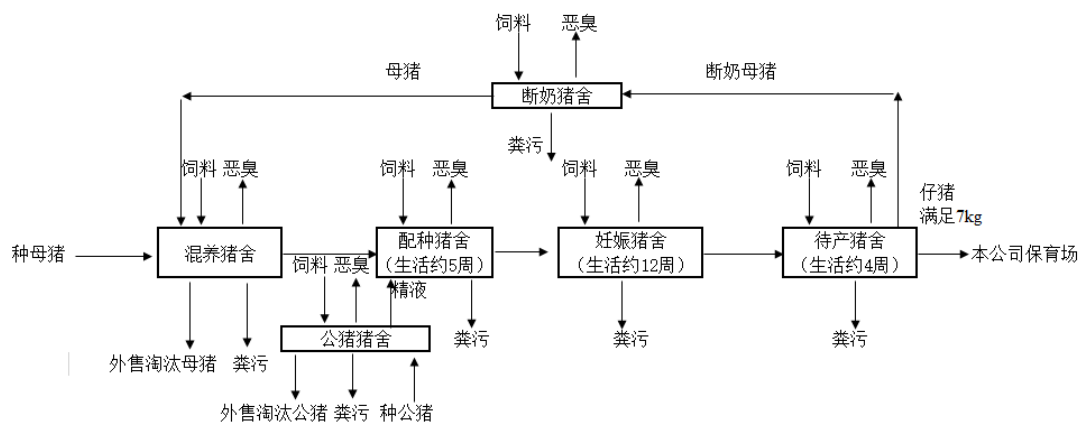 饲料
恶臭
母猪
断奶母猪
断奶猪舍
粪污
饲料
恶臭
饲料
恶臭
饲料
恶臭
饲料
恶臭
仔猪
满足7kg
种母猪
混养猪舍
配种猪舍
（生活约5周）
妊娠猪舍
（生活约12周）
待产猪舍
（生活约4周）
本公司保育场
饲料
恶臭
精液
公猪猪舍
外售淘汰母猪
粪污
粪污
粪污
粪污
外售淘汰公猪
粪污
种公猪